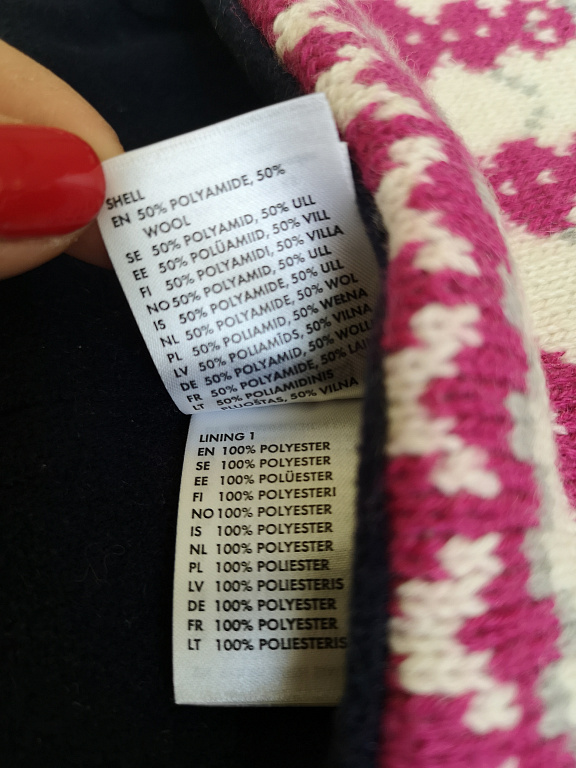 SHELL
EN 50% POLYAMIDE, 50%
WOOL
SE 50% POLYAMID, 50% ULL
EE 50% POLÜAMIID, 50% VILL
FI 50% POLYAMIDI, 50% VILLA
NO 50% POLYAMID, 50% ULL
IS 50% POLYAMIDE, 50% ULL
NL 50% POLYAMIDE, 50% WOL
PL 50% POLIAMID, 50% WEŁNA
LV 50% POLIAMĪDS, 50% VILNA
DE 50% POLYAMID, 50% WOLL
FR 50% POLYAMIDE, 50%
LT 50% POLIAMIDINIS
PLUOŠTAS, 50% VILNA
LINING 1
EN 100% POLYESTER
SE 100% POLYESTER
EE 100% POLÜESTER
FI 100% POLYESTERI
NO 100% POLYESTER
IS 100% POLYESTER
NL 100% POLYESTER
PL 100% POLIESTER
LV 100% POLIESTERIS
DE 100% POLYESTER
FR 100% POLYESTER
LT 100% POLIESTERIS